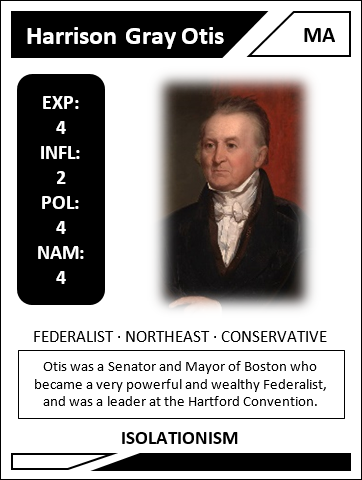 Harrison Gray Otis
MA
EXP:
4
INFL:
2
POL:
4
NAM:
4
FEDERALIST · NORTHEAST · CONSERVATIVE
Otis was a Senator and Mayor of Boston who
became a very powerful and wealthy Federalist,
and was a leader at the Hartford Convention.
ISOLATIONISM